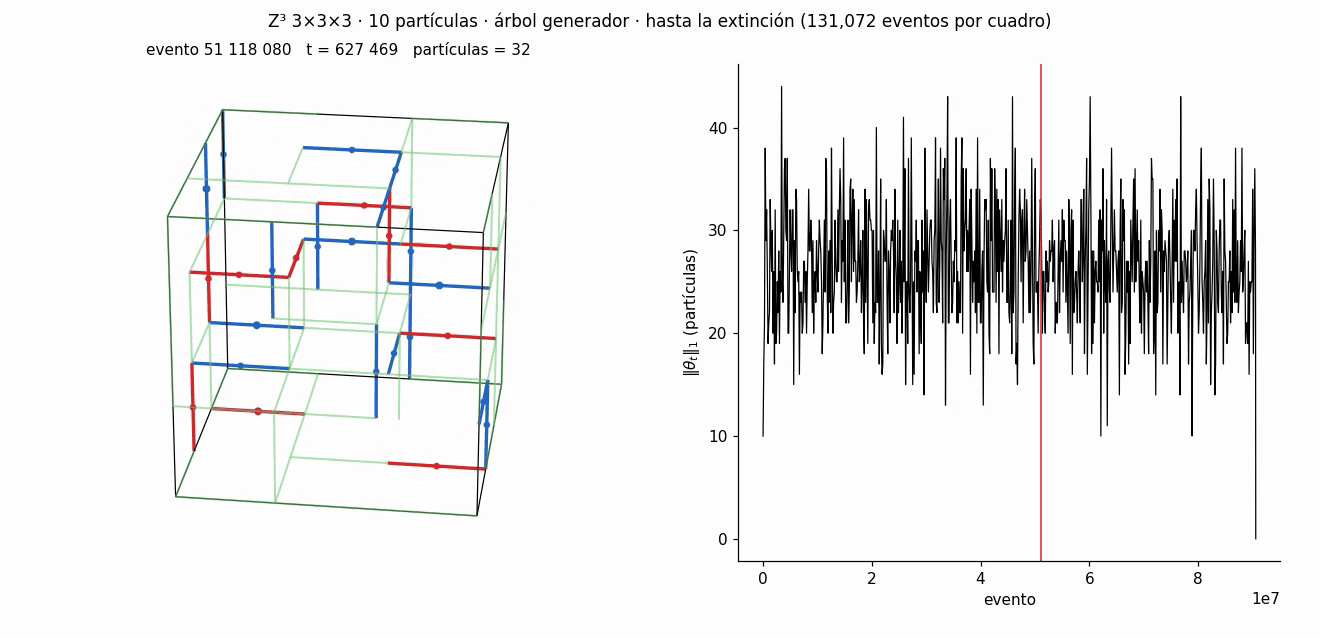 Z³ 3×3×3 · 10 partículas · árbol generador · hasta la extinción (131,072 eventos por cuadro)
evento 51 118 080   t = 627 469   partículas = 32
‖θₜ‖₁ (partículas)
40
30
20
10
0
0 2 4 6 8
evento
1e7